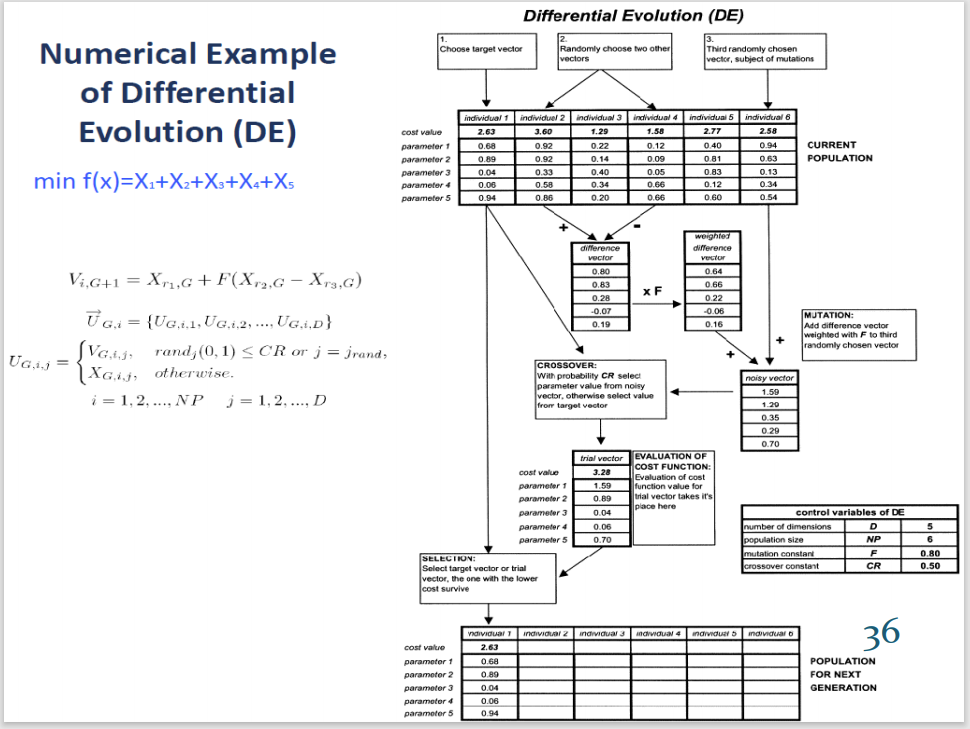 Differential Evolution (DE)
Numerical Example
of Differential
Evolution (DE)
min f(x)=X₁+X₂+X₃+X₄+X₅
V_{i,G+1} = X_{r₁,G} + F(X_{r₂,G} − X_{r₃,G})
U⃗_{G,i} = {U_{G,i,1}, U_{G,i,2}, ..., U_{G,i,D}}
U_{G,i,j} = { V_{G,i,j}, rand_j(0,1) ≤ CR or j = j_{rand},
X_{G,i,j}, otherwise.
i = 1, 2, ..., NP j = 1, 2, ..., D
1.
Choose target vector
2.
Randomly choose two other
vectors
3.
Third randomly chosen
vector, subject of mutations
individual 1 individual 2 individual 3 individual 4 individual 5 individual 6
cost value 2.63 3.60 1.29 1.58 2.77 2.58
parameter 1 0.68 0.92 0.22 0.12 0.40 0.94
parameter 2 0.89 0.92 0.14 0.09 0.81 0.63
parameter 3 0.04 0.33 0.40 0.05 0.83 0.13
parameter 4 0.06 0.58 0.34 0.66 0.12 0.34
parameter 5 0.94 0.86 0.20 0.66 0.60 0.54
CURRENT
POPULATION
+ -
difference
vector
0.80
0.83
0.28
-0.07
0.19
x F
weighted
difference
vector
0.64
0.66
0.22
-0.06
0.16
MUTATION:
Add difference vector
weighted with F to third
randomly chosen vector
+ +
noisy vector
1.59
1.29
0.35
0.29
0.70
CROSSOVER:
With probability CR select
parameter value from noisy
vector, otherwise select value
from target vector
trial vector
cost value 3.28
parameter 1 1.59
parameter 2 0.89
parameter 3 0.04
parameter 4 0.06
parameter 5 0.70
EVALUATION OF
COST FUNCTION:
Evaluation of cost
function value for
trial vector takes it's
place here
control variables of DE
number of dimensions D 5
population size NP 6
mutation constant F 0.80
crossover constant CR 0.50
SELECTION:
Select target vector or trial
vector, the one with the lower
cost survive
individual 1 individual 2 individual 3 individual 4 individual 5 individual 6
cost value 2.63
parameter 1 0.68
parameter 2 0.89
parameter 3 0.04
parameter 4 0.06
parameter 5 0.94
POPULATION
FOR NEXT
GENERATION
36